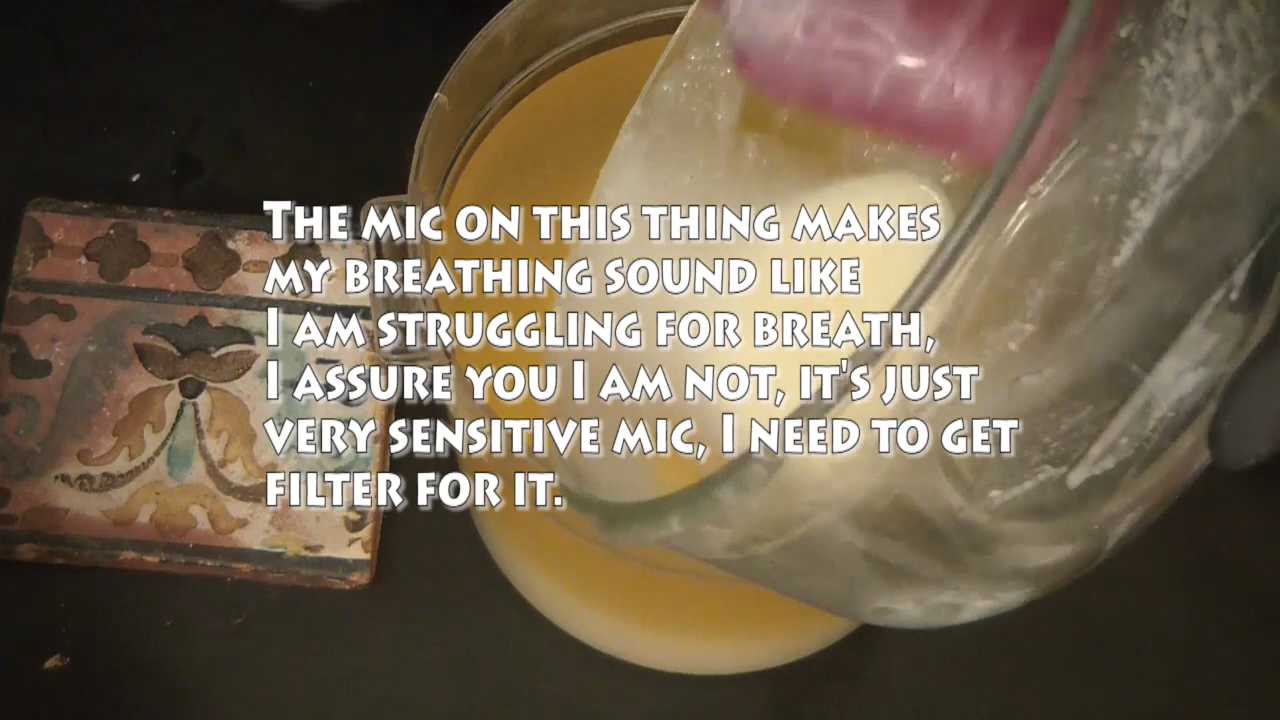 The mic on this thing makes
my breathing sound like
I am struggling for breath,
I assure you I am not, it's just
very sensitive mic, I need to get
filter for it.